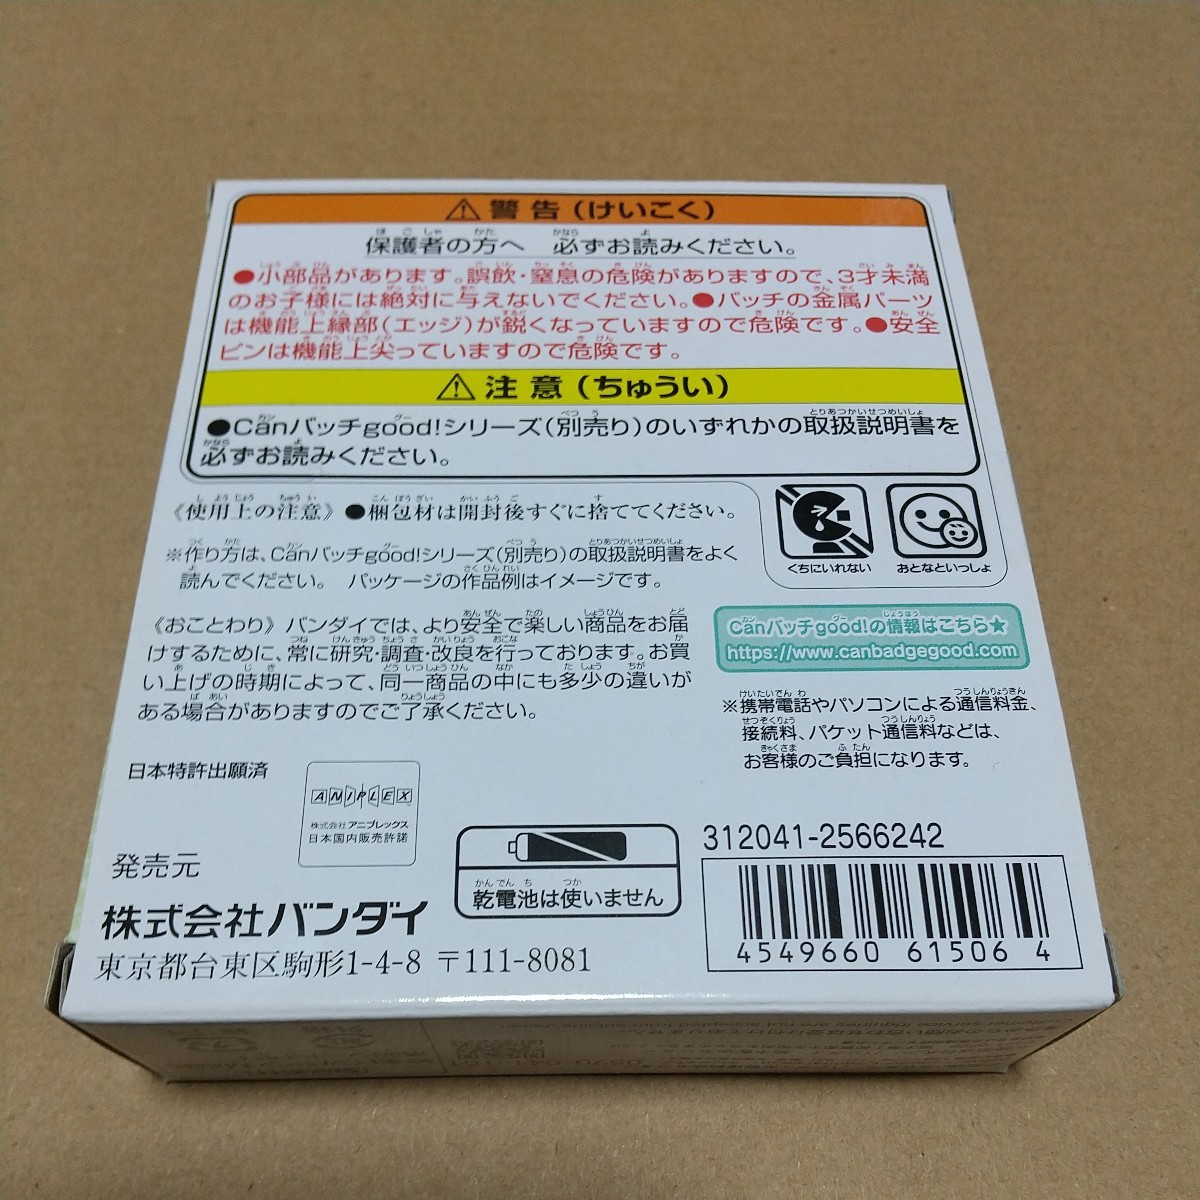 ⚠警告(けいこく)
保護者の方へ 必ずお読みください。
●小部品があります。誤飲・窒息の危険がありますので、3才未満
のお子様には絶対に与えないでください。●バッチの金属パーツ
は機能上縁部(エッジ)が鋭くなっていますので危険です。●安全
ピンは機能上尖っていますので危険です。
⚠注意(ちゅうい)
●Canバッチgood!シリーズ(別売り)のいずれかの取扱説明書を
必ずお読みください。
《使用上の注意》●梱包材は開封後すぐに捨ててください。
※作り方は、Canバッチgood!シリーズ(別売り)の取扱説明書をよく
読んでください。 パッケージの作品例はイメージです。
くちにいれない
おとなといっしょ
《おことわり》バンダイでは、より安全で楽しい商品をお届
けするために、常に研究・調査・改良を行っております。お買
い上げの時期によって、同一商品の中にも多少の違いが
ある場合がありますのでご了承ください。
Canバッチgood!の情報はこちら★
https://www.canbadgegood.com
※携帯電話やパソコンによる通信料金、
接続料、パケット通信料などは、
お客様のご負担になります。
日本特許出願済
ANIPLEX
株式会社アニプレックス
日本国内販売許諾
発売元
株式会社バンダイ
東京都台東区駒形1-4-8 〒111-8081
乾電池は使いません
312041-2566242
4549660 61506 4